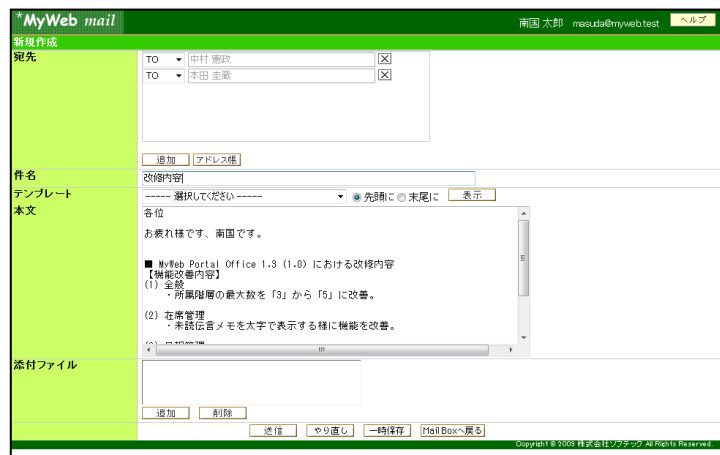 *MyWeb mail 南国 太郎 masuda@myweb.test ヘルプ
新規作成
宛先
TO 中村 憲政
TO 本田 圭蔵
追加 アドレス帳
件名 改修内容
テンプレート ----- 選択してください ----- 先頭に 末尾に 表示
本文
各位
お疲れ様です、南国です。
■ MyWeb Portal Office 1.3 (1.0) における改修内容
【機能改善内容】
(1) 全般
・所属階層の最大数を「3」から「5」に改善。
(2) 在席管理
・未読伝言メモを太字で表示する様に機能を改善。
添付ファイル
追加 削除
送信 やり直し 一時保存 MailBoxへ戻る
Copyright © 2009 株式会社ソフテック All Rights Reserved.